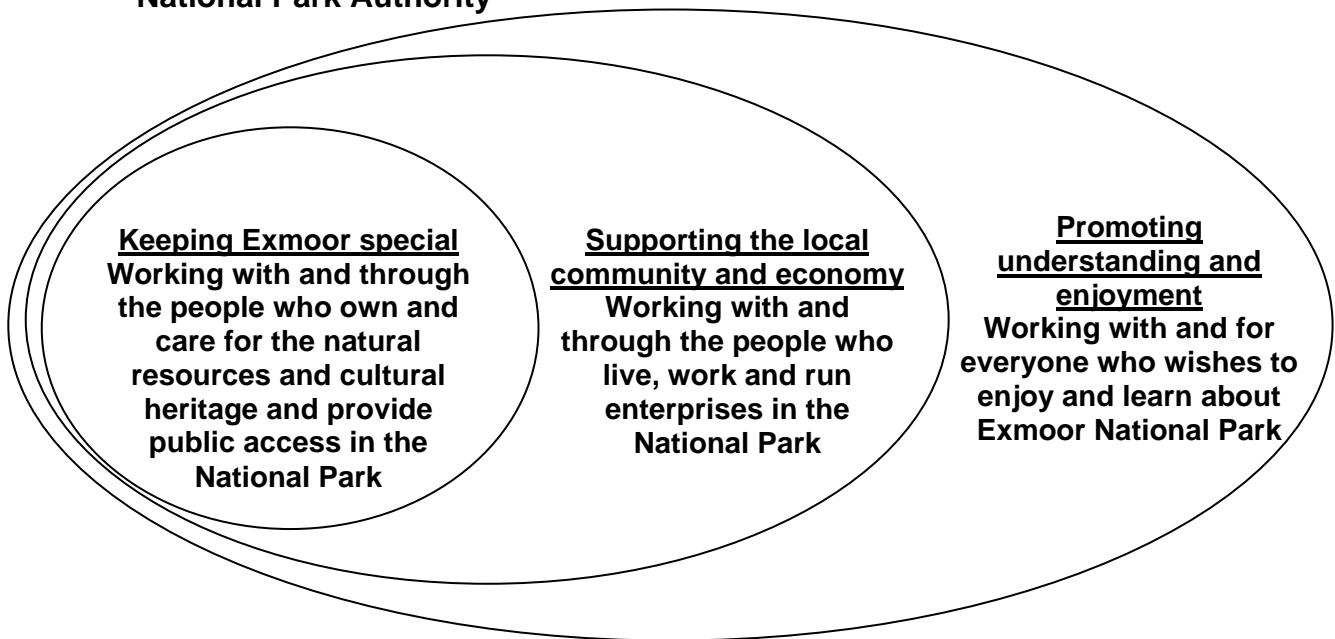 National Park Authority
Keeping Exmoor special
Working with and through
the people who own and
care for the natural
resources and cultural
heritage and provide
public access in the
National Park
Supporting the local
community and economy
Working with and
through the people who
live, work and run
enterprises in the
National Park
Promoting
understanding and
enjoyment
Working with and for
everyone who wishes to
enjoy and learn about
Exmoor National Park